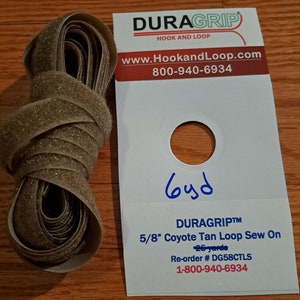 DURAGRIP®
HOOK AND LOOP
www.HookandLoop.com
800-940-6934
6yd
DURAGRIP™
5/8" Coyote Tan Loop Sew On
25 yards
Re-order # DG58CTLS
1-800-940-6934